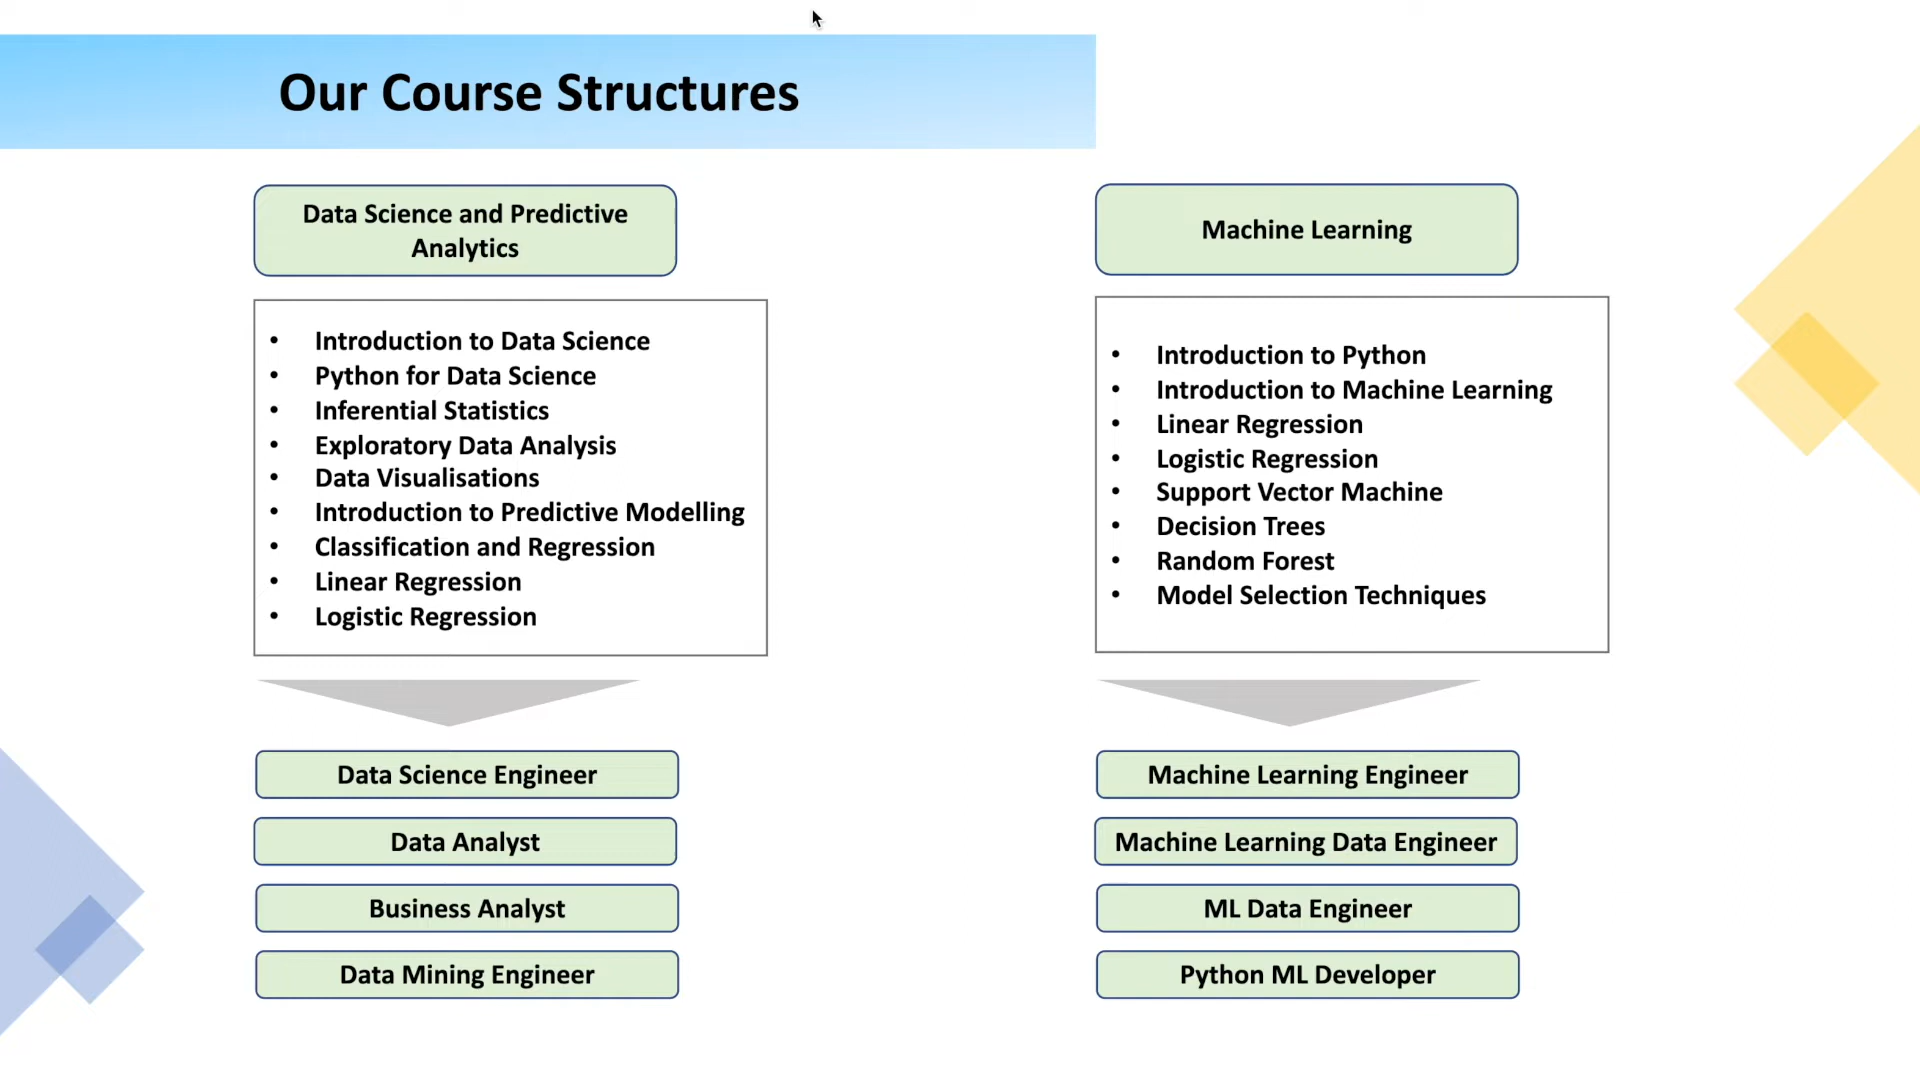 Our Course Structures
Data Science and Predictive
Analytics
• Introduction to Data Science
• Python for Data Science
• Inferential Statistics
• Exploratory Data Analysis
• Data Visualisations
• Introduction to Predictive Modelling
• Classification and Regression
• Linear Regression
• Logistic Regression
Data Science Engineer
Data Analyst
Business Analyst
Data Mining Engineer
Machine Learning
• Introduction to Python
• Introduction to Machine Learning
• Linear Regression
• Logistic Regression
• Support Vector Machine
• Decision Trees
• Random Forest
• Model Selection Techniques
Machine Learning Engineer
Machine Learning Data Engineer
ML Data Engineer
Python ML Developer